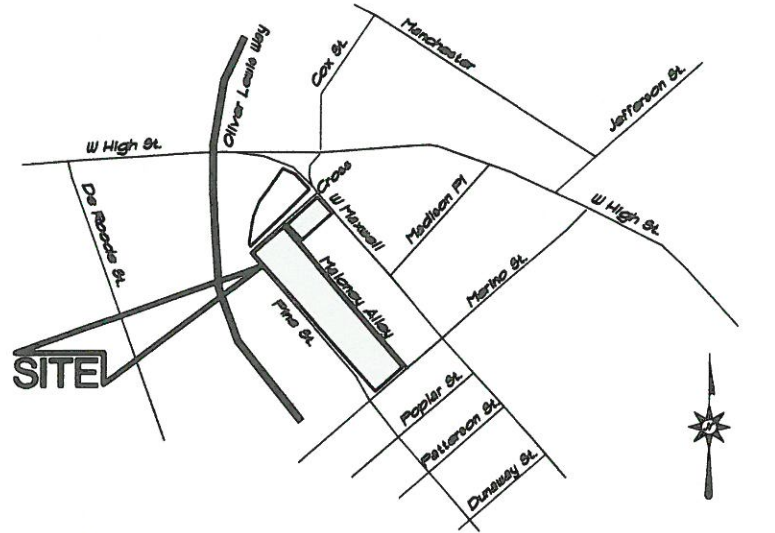 Manchester
Cox St.
Oliver Lewis Way
Jefferson St.
W High St.
Cross
De Roode St.
W Maxwell
Madison Pl
W High St.
Maloney Alley
Merino St.
Pine St.
SITE
Poplar St.
Patterson St.
Dunaway St.
N